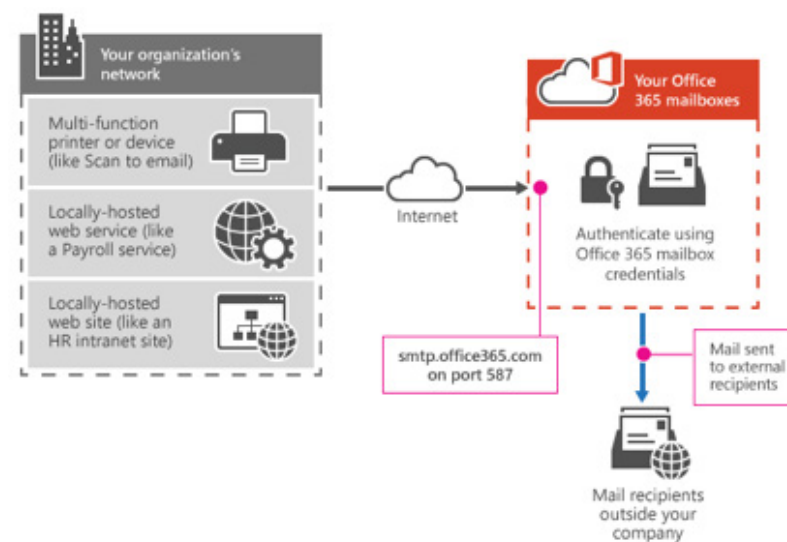 Your organization's
network
Multi-function
printer or device
(like Scan to email)
Locally-hosted
web service (like
a Payroll service)
Locally-hosted
web site (like an
HR intranet site)
Internet
smtp.office365.com
on port 587
Your Office
365 mailboxes
Authenticate using
Office 365 mailbox
credentials
Mail sent
to external
recipients
Mail recipients
outside your
company